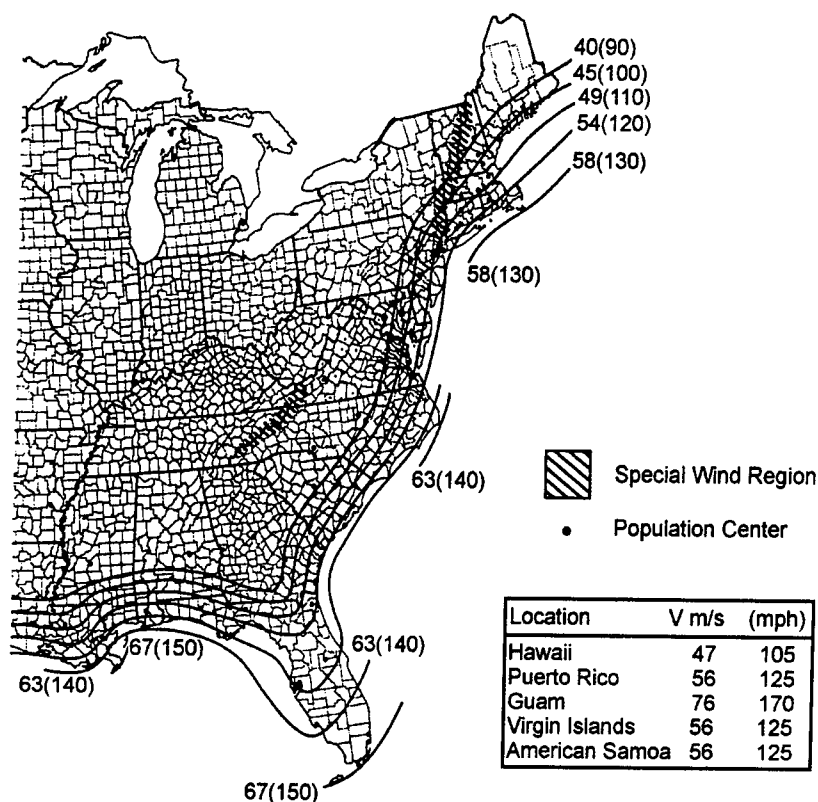 40(90)
45(100)
49(110)
54(120)
58(130)
58(130)
63(140)
Special Wind Region
Population Center
67(150)
63(140)
63(140)
67(150)
Location V m/s (mph)
Hawaii 47 105
Puerto Rico 56 125
Guam 76 170
Virgin Islands 56 125
American Samoa 56 125